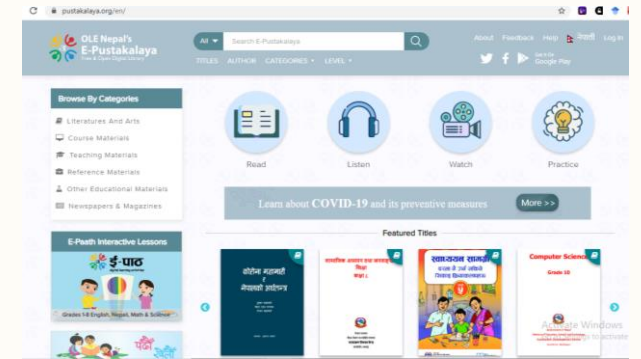 pustakalaya.org/en/
OLE Nepal's
E-Pustakalaya
Free & Open Digital Library
All
Search E-Pustakalaya
TITLES AUTHOR CATEGORIES LEVEL
About Feedback Help नेपाली Log In
Get it on
Google Play
Browse By Categories
Literatures And Arts
Course Materials
Teaching Materials
Reference Materials
Other Educational Materials
Newspapers & Magazines
Read
Listen
Watch
Practice
Learn about COVID-19 and its preventive measures
More >>
Featured Titles
E-Paath Interactive Lessons
ई-पाठ
Grades 1-8 English, Nepali, Math & Science
कोरोना महामारी
र
नेपालको अर्थतन्त्र
शिक्षा
स्वाध्ययन सामग्री
Computer Science
Grade 10
Activate Windows
to activate